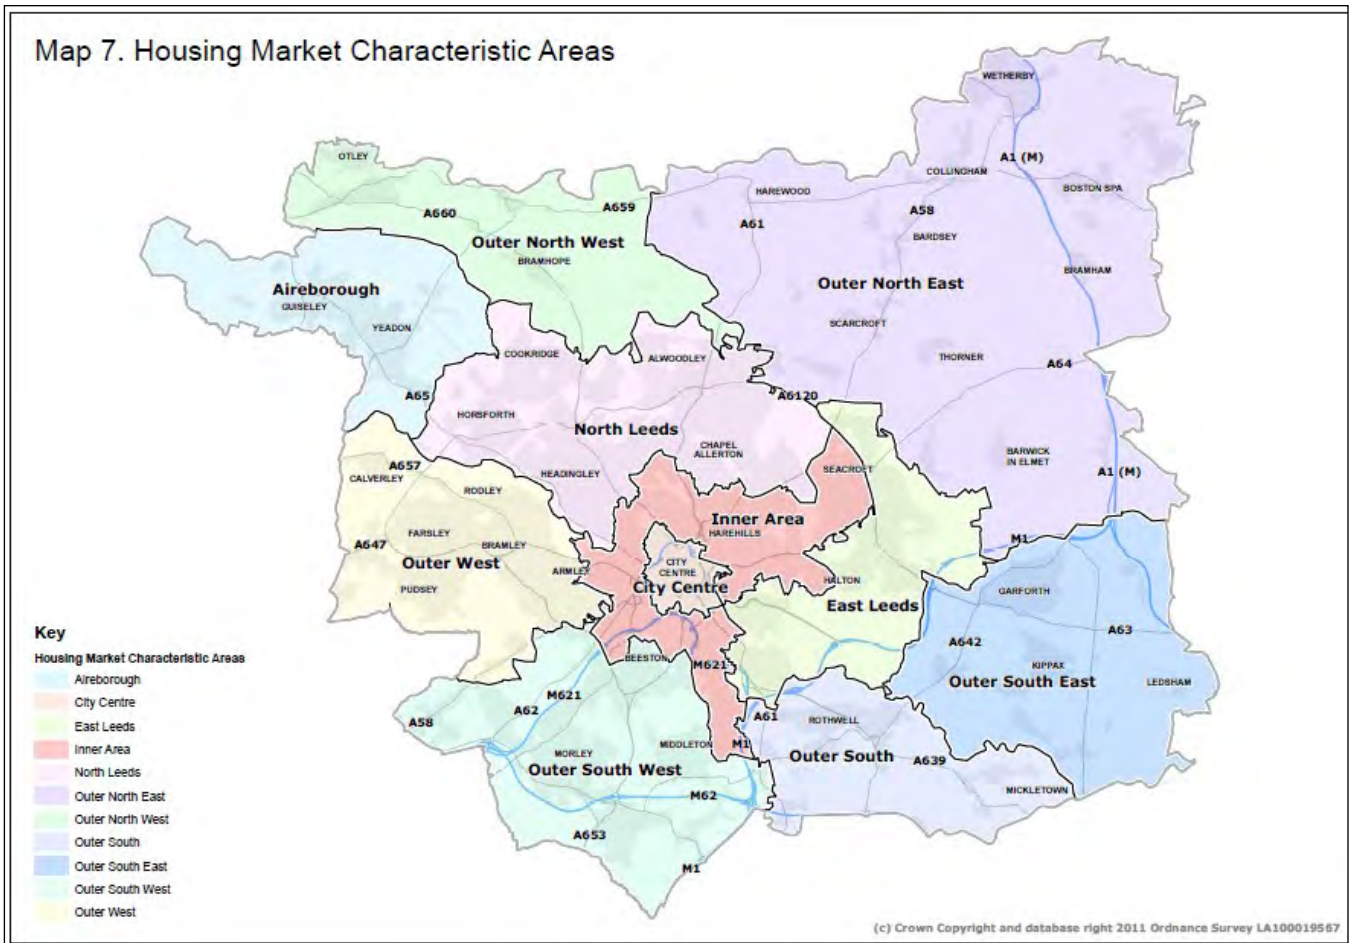 Map 7. Housing Market Characteristic Areas
WETHERBY
A1 (M)
OTLEY
COLLINGHAM
BOSTON SPA
HAREWOOD
A660
A659
A61
A58
BARDSEY
Outer North West
BRAMHOPE
BRAMHAM
Outer North East
Aireborough
GUISELEY
YEADON
SCARCROFT
COOKRIDGE
ALWOODLEY
THORNER
A64
A65
A6120
HORSFORTH
North Leeds
CHAPEL
ALLERTON
BARWICK
IN ELMET
A657
CALVERLEY
HEADINGLEY
SEACROFT
A1 (M)
RODLEY
Inner Area
HAREHILLS
FARSLEY
A647
BRAMLEY
M1
Outer West
ARMLEY
CITY
CENTRE
City Centre
PUDSEY
HALTON
East Leeds
GARFORTH
A642
A63
BEESTON
M621
KIPPAX
Outer South East
LEDSHAM
M621
A62
A58
A61
ROTHWELL
MORLEY
MIDDLETON
M1
Outer South West
Outer South
A639
M62
MICKLETOWN
A653
M1
Key
Housing Market Characteristic Areas
Aireborough
City Centre
East Leeds
Inner Area
North Leeds
Outer North East
Outer North West
Outer South
Outer South East
Outer South West
Outer West
(c) Crown Copyright and database right 2011 Ordnance Survey LA100019567